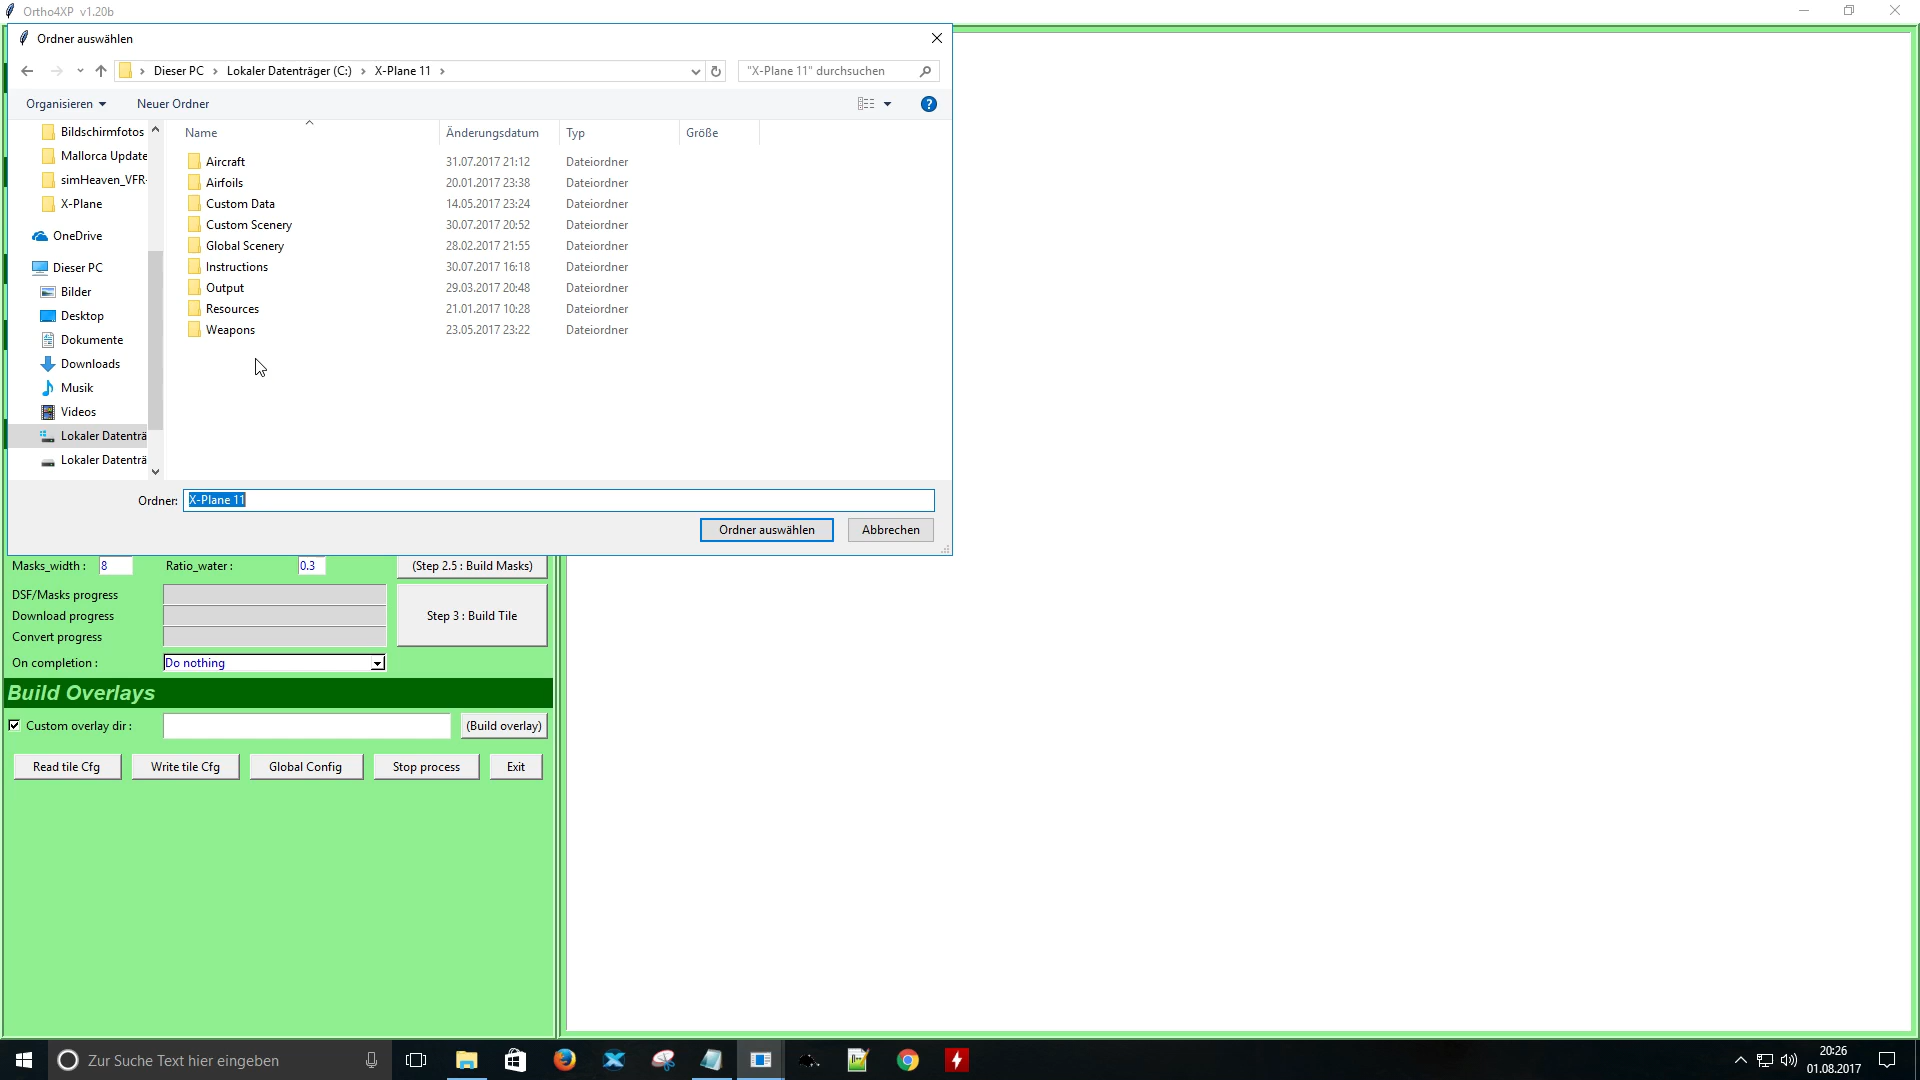 Ortho4XP v1.20b
Ordner auswählen
Dieser PC
Lokaler Datenträger (C:)
X-Plane 11
"X-Plane 11" durchsuchen
Organisieren
Neuer Ordner
?
Bildschirmfotos
Mallorca Update
simHeaven_VFR-
X-Plane
OneDrive
Dieser PC
Bilder
Desktop
Dokumente
Downloads
Musik
Videos
Lokaler Datenträ
Lokaler Datenträ
Name Änderungsdatum Typ Größe
Aircraft 31.07.2017 21:12 Dateiordner
Airfoils 20.01.2017 23:38 Dateiordner
Custom Data 14.05.2017 23:24 Dateiordner
Custom Scenery 30.07.2017 20:52 Dateiordner
Global Scenery 28.02.2017 21:55 Dateiordner
Instructions 30.07.2017 16:18 Dateiordner
Output 29.03.2017 20:48 Dateiordner
Resources 21.01.2017 10:28 Dateiordner
Weapons 23.05.2017 23:22 Dateiordner
Ordner: X-Plane 11
Ordner auswählen Abbrechen
Masks_width : 8 Ratio_water : 0.3 (Step 2.5 : Build Masks)
DSF/Masks progress
Download progress
Step 3 : Build Tile
Convert progress
On completion : Do nothing
Build Overlays
Custom overlay dir : (Build overlay)
Read tile Cfg Write tile Cfg Global Config Stop process Exit
Zur Suche Text hier eingeben
20:26
01.08.2017